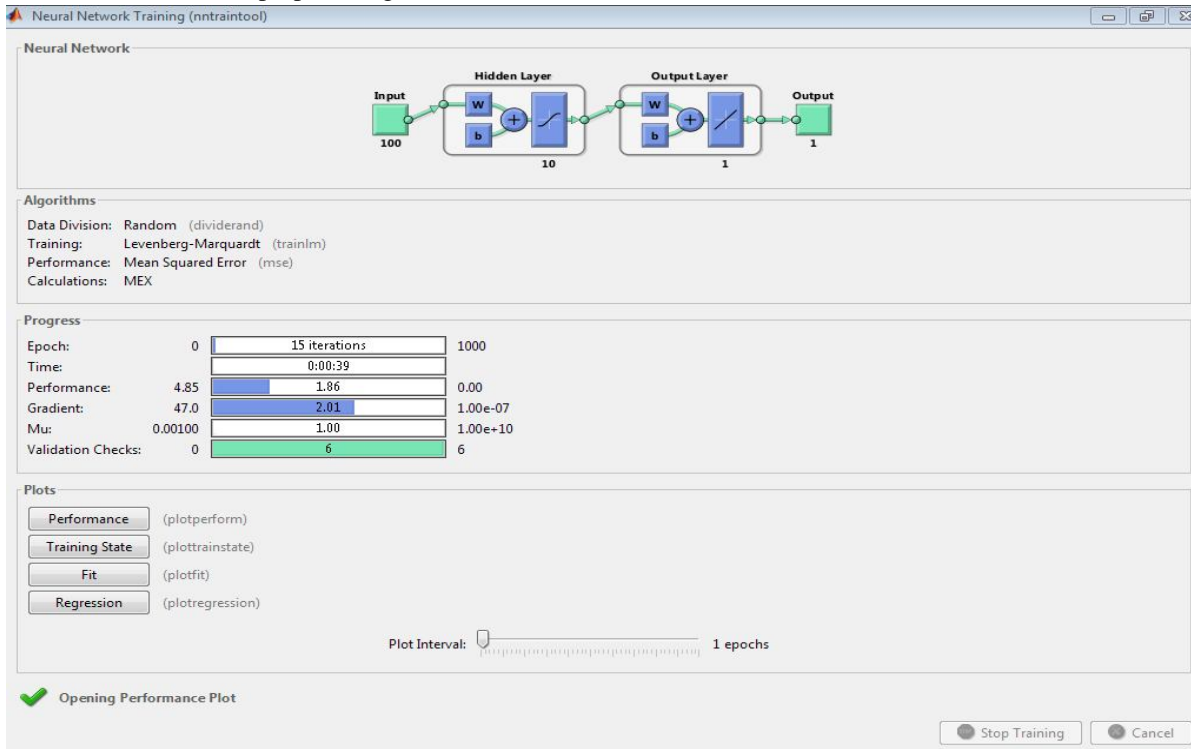 Neural Network Training (nntraintool)
Neural Network
Hidden Layer
Output Layer
Input
Output
W
W
b
b
100
1
10
1
Algorithms
Data Division: Random (dividerand)
Training: Levenberg-Marquardt (trainlm)
Performance: Mean Squared Error (mse)
Calculations: MEX
Progress
Epoch: 0 15 iterations 1000
Time: 0:00:39
Performance: 4.85 1.86 0.00
Gradient: 47.0 2.01 1.00e-07
Mu: 0.00100 1.00 1.00e+10
Validation Checks: 0 6 6
Plots
Performance (plotperform)
Training State (plottrainstate)
Fit (plotfit)
Regression (plotregression)
Plot Interval: 1 epochs
Opening Performance Plot
Stop Training Cancel